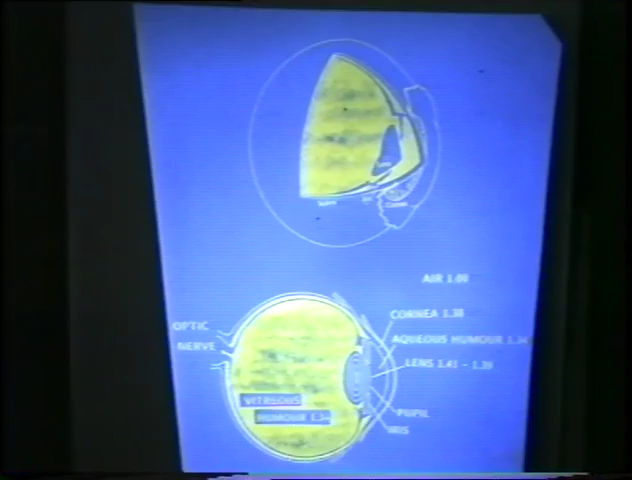 AIR 1.00
CORNEA 1.38
OPTIC
NERVE
AQUEOUS HUMOUR 1.34
LENS 1.41 - 1.39
VITREOUS
HUMOUR 1.34
PUPIL
IRIS